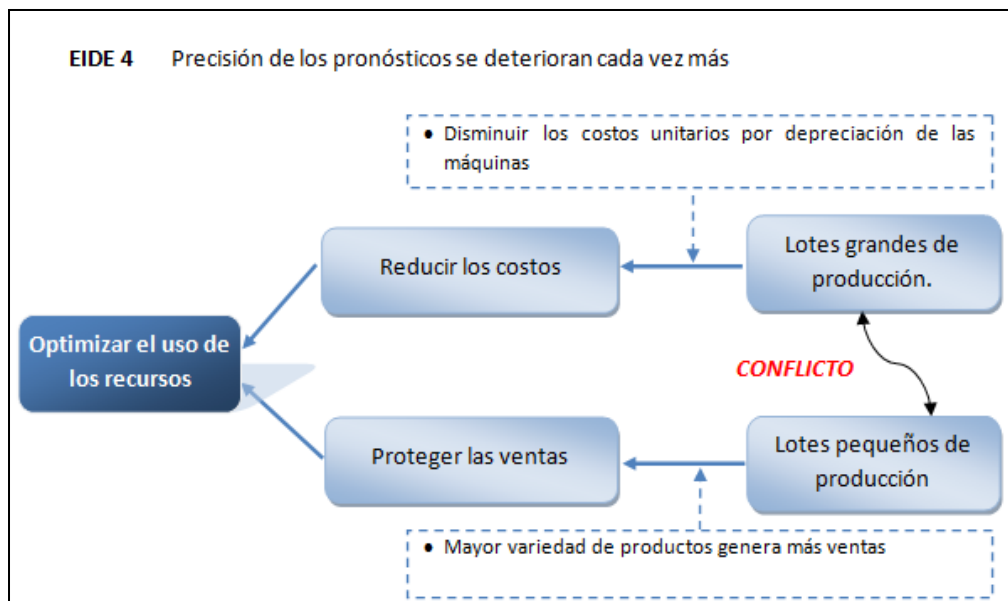 EIDE 4 Precisión de los pronósticos se deterioran cada vez más
• Disminuir los costos unitarios por depreciación de las
máquinas
Reducir los costos
Lotes grandes de
producción.
Optimizar el uso de
los recursos
CONFLICTO
Proteger las ventas
Lotes pequeños de
producción
• Mayor variedad de productos genera más ventas